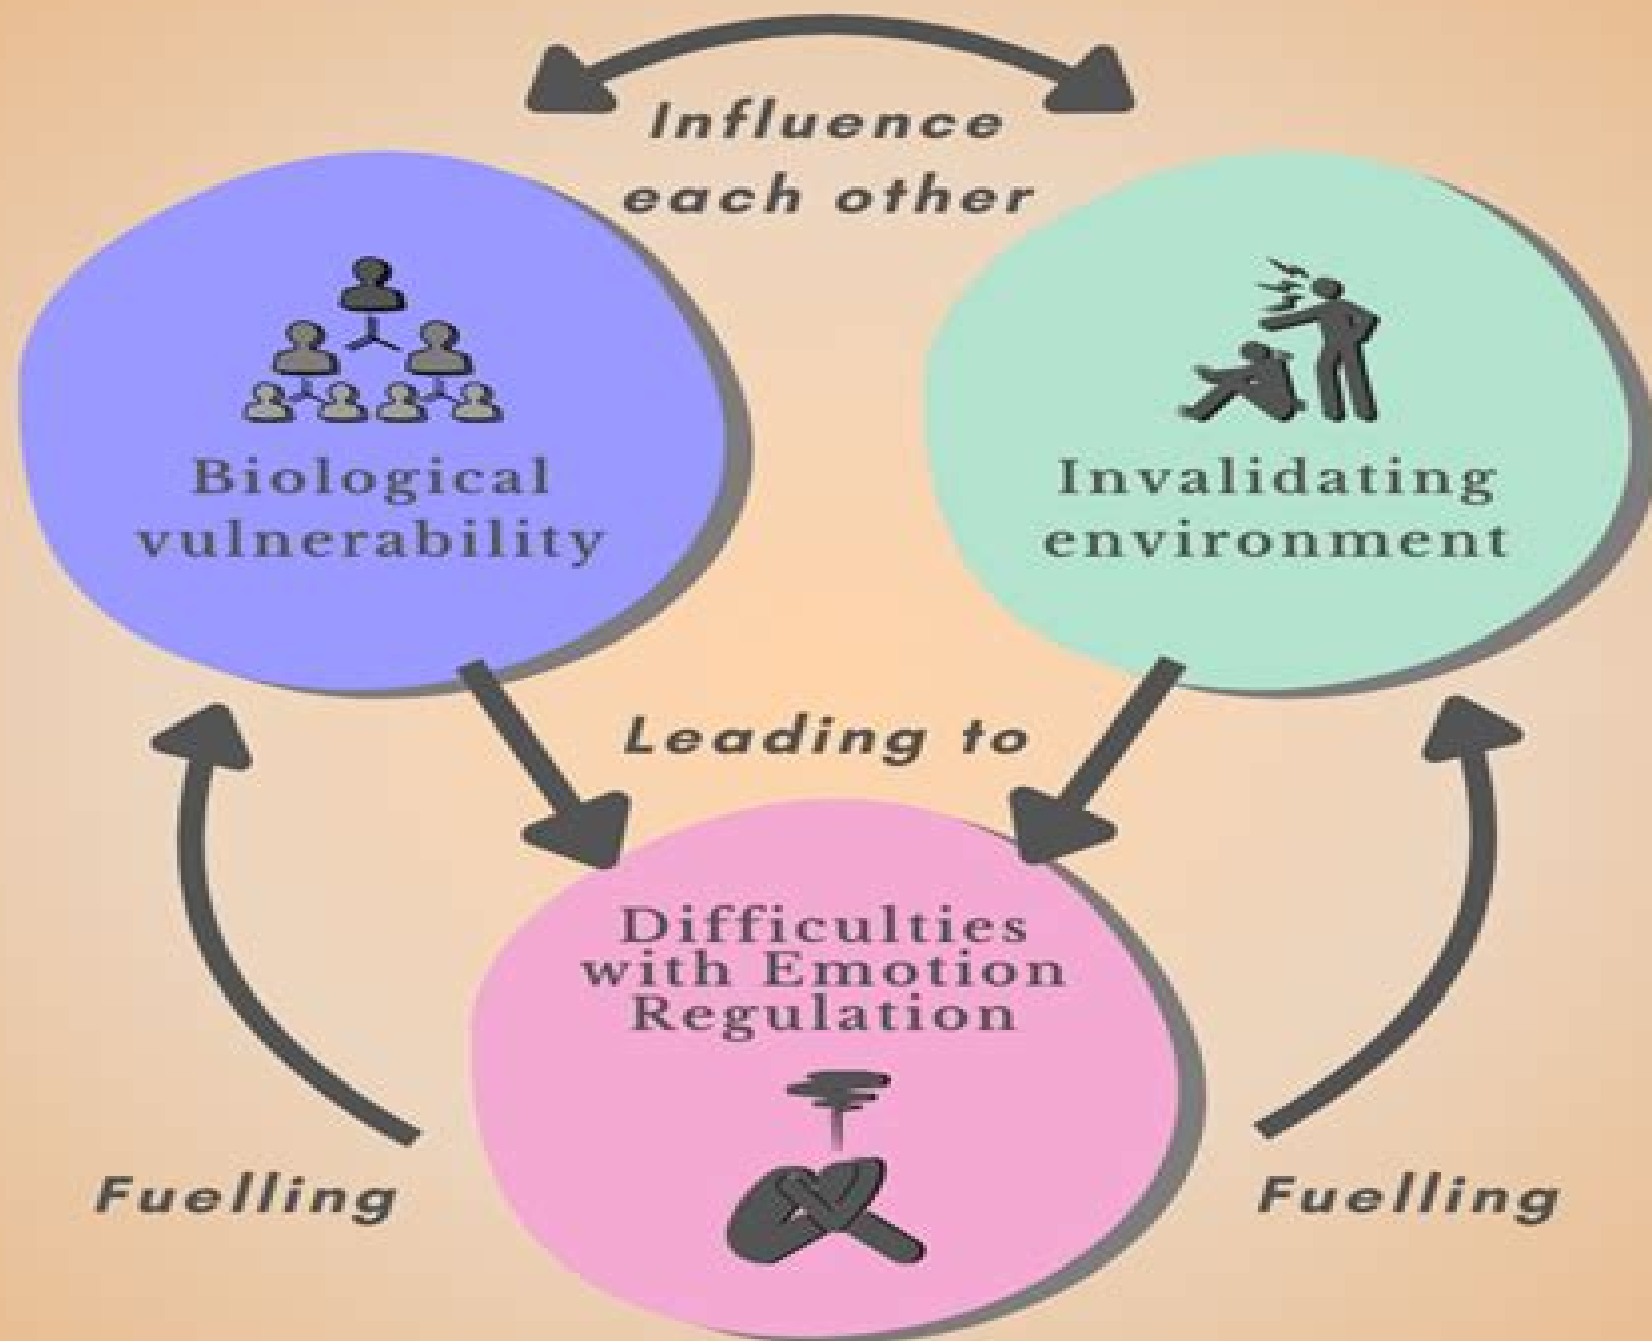 Influence
each other
Biological
vulnerability
Invalidating
environment
Leading to
Difficulties
with Emotion
Regulation
Fuelling
Fuelling